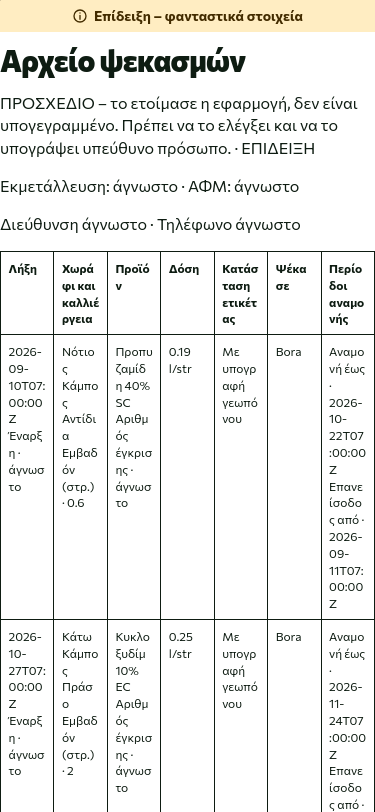 Επίδειξη – φανταστικά στοιχεία
Αρχείο ψεκασμών
ΠΡΟΣΧΕΔΙΟ – το ετοίμασε η εφαρμογή, δεν είναι
υπογεγραμμένο. Πρέπει να το ελέγξει και να το
υπογράψει υπεύθυνο πρόσωπο. · ΕΠΙΔΕΙΞΗ
Εκμετάλλευση: άγνωστο · ΑΦΜ: άγνωστο
Διεύθυνση άγνωστο · Τηλέφωνο άγνωστο
Λήξη
Χωρά
φι και
καλλιέ
ργεια
Προϊό
ν
Δόση
Κατάσ
ταση
ετικέτ
ας
Ψέκα
σε
Περίο
δοι
αναμο
νής
2026-
09-
10T07:
00:00
Z
Έναρξ
η ·
άγνωσ
το
Νότιο
ς
Κάμπο
ς
Αντίδι
α
Εμβαδ
όν
(στρ.)
· 0.6
Προπυ
ζαμίδ
η 40%
SC
Αριθμ
ός
έγκρισ
ης ·
άγνωσ
το
0.19
l/str
Με
υπογρ
αφή
γεωπό
νου
Bora
Αναμο
νή έως
·
2026-
10-
22T07
:00:00
Z
Επανε
ίσοδο
ς από ·
2026-
09-
11T07:
00:00
Z
2026-
10-
27T07:
00:00
Z
Έναρξ
η ·
άγνωσ
το
Κάτω
Κάμπο
ς
Πράσ
ο
Εμβαδ
όν
(στρ.)
· 2
Κυκλο
ξυδίμ
10%
EC
Αριθμ
ός
έγκρισ
ης ·
άγνωσ
το
0.25
l/str
Με
υπογρ
αφή
γεωπό
νου
Bora
Αναμο
νή έως
·
2026-
11-
24T07
:00:00
Z
Επανε
ίσοδο
ς από ·